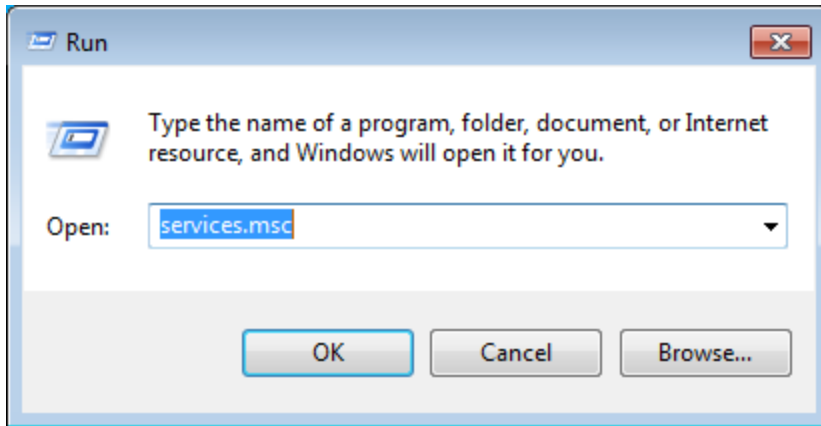 Run
Type the name of a program, folder, document, or Internet
resource, and Windows will open it for you.
Open: services.msc
OK Cancel Browse...